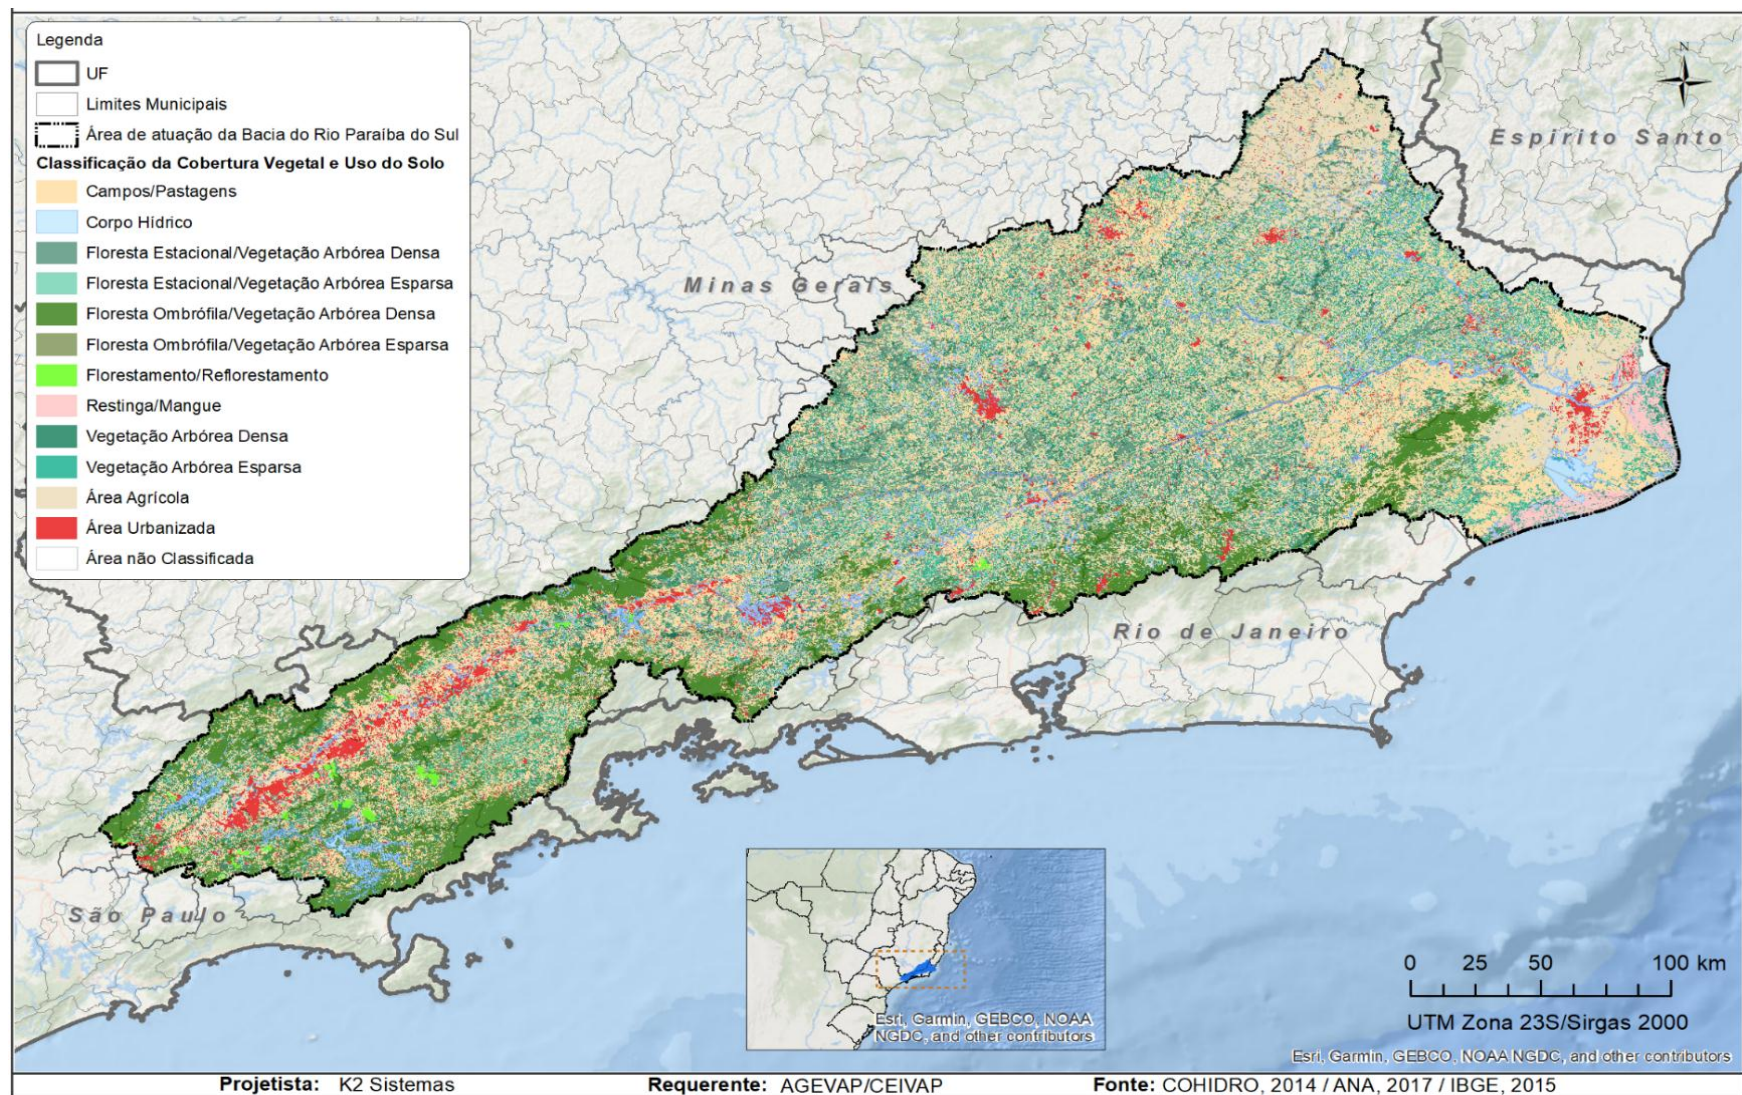 Legenda
UF
Limites Municipais
Área de atuação da Bacia do Rio Paraíba do Sul
Classificação da Cobertura Vegetal e Uso do Solo
Campos/Pastagens
Corpo Hídrico
Floresta Estacional/Vegetação Arbórea Densa
Floresta Estacional/Vegetação Arbórea Esparsa
Floresta Ombrófila/Vegetação Arbórea Densa
Floresta Ombrófila/Vegetação Arbórea Esparsa
Florestamento/Reflorestamento
Restinga/Mangue
Vegetação Arbórea Densa
Vegetação Arbórea Esparsa
Área Agrícola
Área Urbanizada
Área não Classificada
N
Espirito Santo
Minas Gerais
Rio de Janeiro
São Paulo
Esri, Garmin, GEBCO, NOAA
NGDC, and other contributors
0 25 50 100 km
UTM Zona 23S/Sirgas 2000
Esri, Garmin, GEBCO, NOAA NGDC, and other contributors
Projetista: K2 Sistemas Requerente: AGEVAP/CEIVAP Fonte: COHIDRO, 2014 / ANA, 2017 / IBGE, 2015